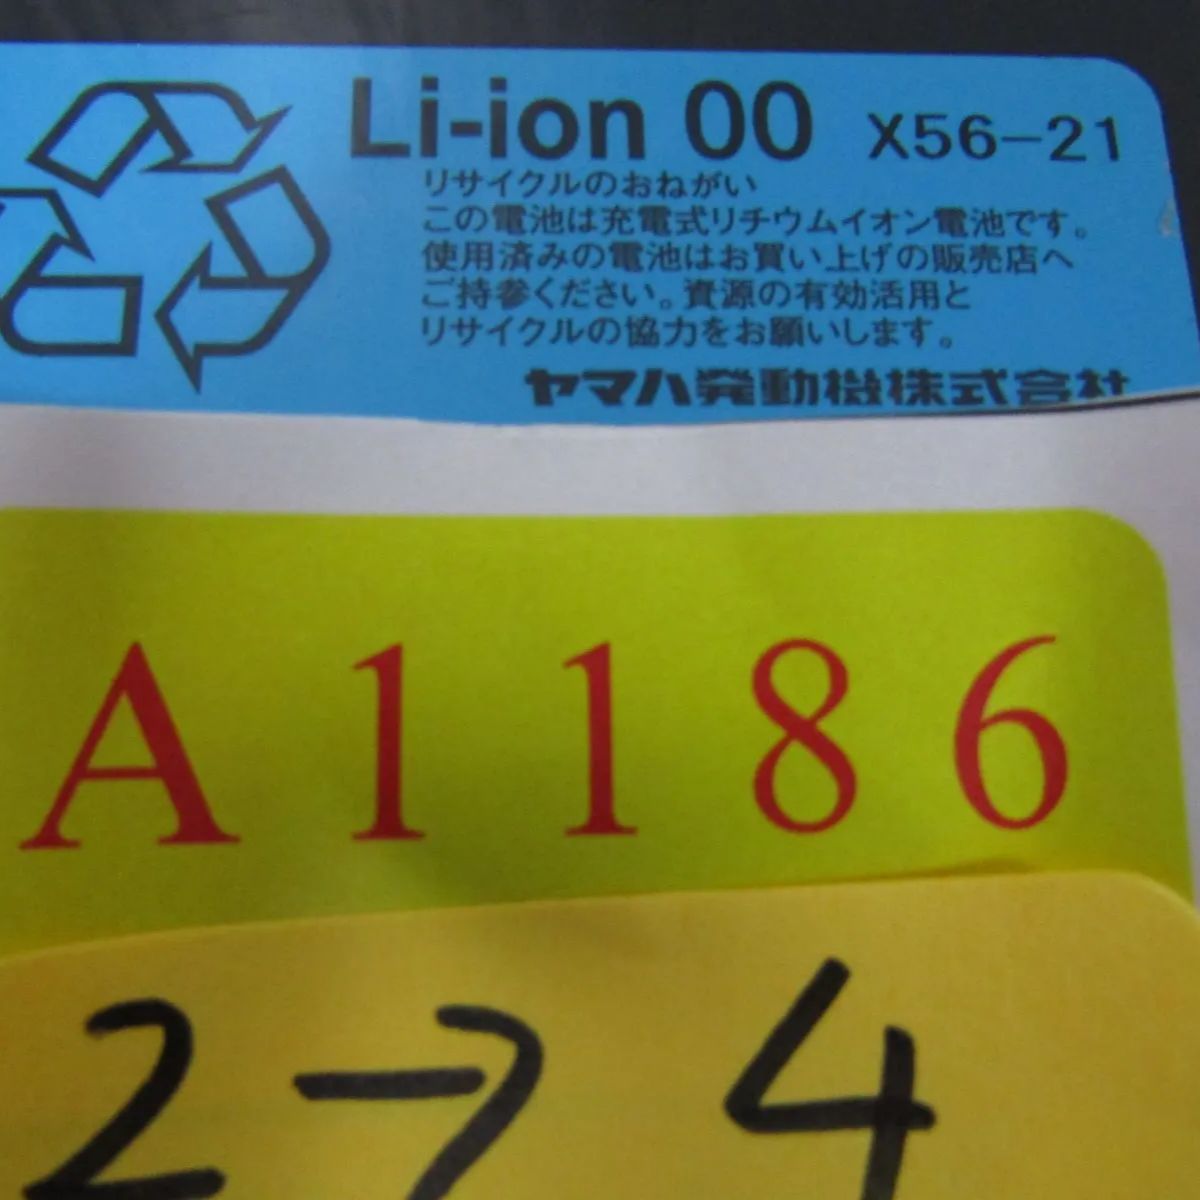 Li-ion 00 X56-21
リサイクルのおねがい
この電池は充電式リチウムイオン電池です。
使用済みの電池はお買い上げの販売店へ
ご持参ください。資源の有効活用と
リサイクルの協力をお願いします。
ヤマハ発動機株式会社
A1186
2-74